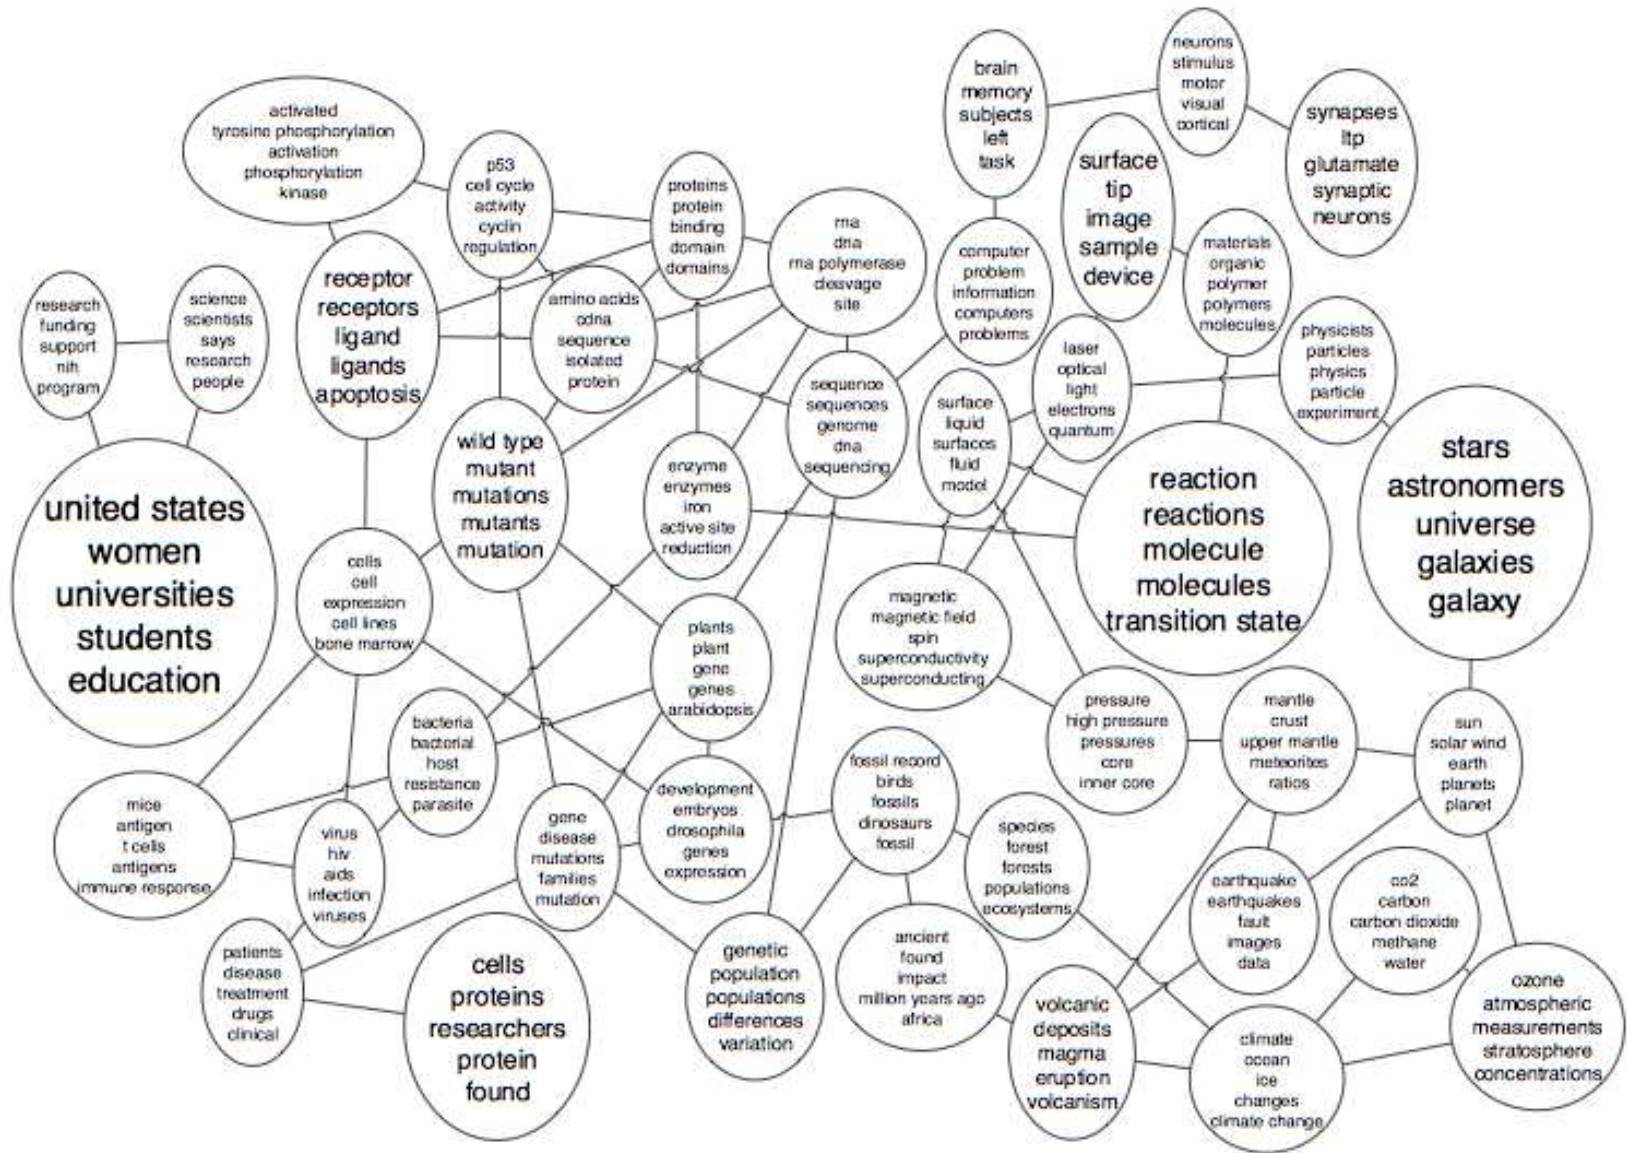 activated
tyrosine phosphorylation
activation
phosphorylation
kinase
p53
cell cycle
activity
cyclin
regulation
proteins
protein
binding
domain
domains
rna
dna
rna polymerase
cleavage
site
brain
memory
subjects
left
task
neurons
stimulus
motor
visual
cortical
synapses
ltp
glutamate
synaptic
neurons
surface
tip
image
sample
device
computer
problem
information
computers
problems
materials
organic
polymer
polymers
molecules
research
funding
support
nih
program
science
scientists
says
research
people
receptor
receptors
ligand
ligands
apoptosis
amino acids
cdna
sequence
isolated
protein
laser
optical
light
electrons
quantum
physicists
particles
physics
particle
experiment
sequence
sequences
genome
dna
sequencing
surface
liquid
surfaces
fluid
model
wild type
mutant
mutations
mutants
mutation
enzyme
enzymes
iron
active site
reduction
reaction
reactions
molecule
molecules
transition state
stars
astronomers
universe
galaxies
galaxy
united states
women
universities
students
education
cells
cell
expression
cell lines
bone marrow
plants
plant
gene
genes
arabidopsis
magnetic
magnetic field
spin
superconductivity
superconducting
pressure
high pressure
pressures
core
inner core
mantle
crust
upper mantle
meteorites
ratios
sun
solar wind
earth
planets
planet
bacteria
bacterial
host
resistance
parasite
mice
antigen
t cells
antigens
immune response
virus
hiv
aids
infection
viruses
gene
disease
mutations
families
mutation
development
embryos
drosophila
genes
expression
fossil record
birds
fossils
dinosaurs
fossil
species
forest
forests
populations
ecosystems
earthquake
earthquakes
fault
images
data
co2
carbon
carbon dioxide
methane
water
patients
disease
treatment
drugs
clinical
cells
proteins
researchers
protein
found
genetic
population
populations
differences
variation
ancient
found
impact
million years ago
africa
volcanic
deposits
magma
eruption
volcanism
climate
ocean
ice
changes
climate change
ozone
atmospheric
measurements
stratosphere
concentrations